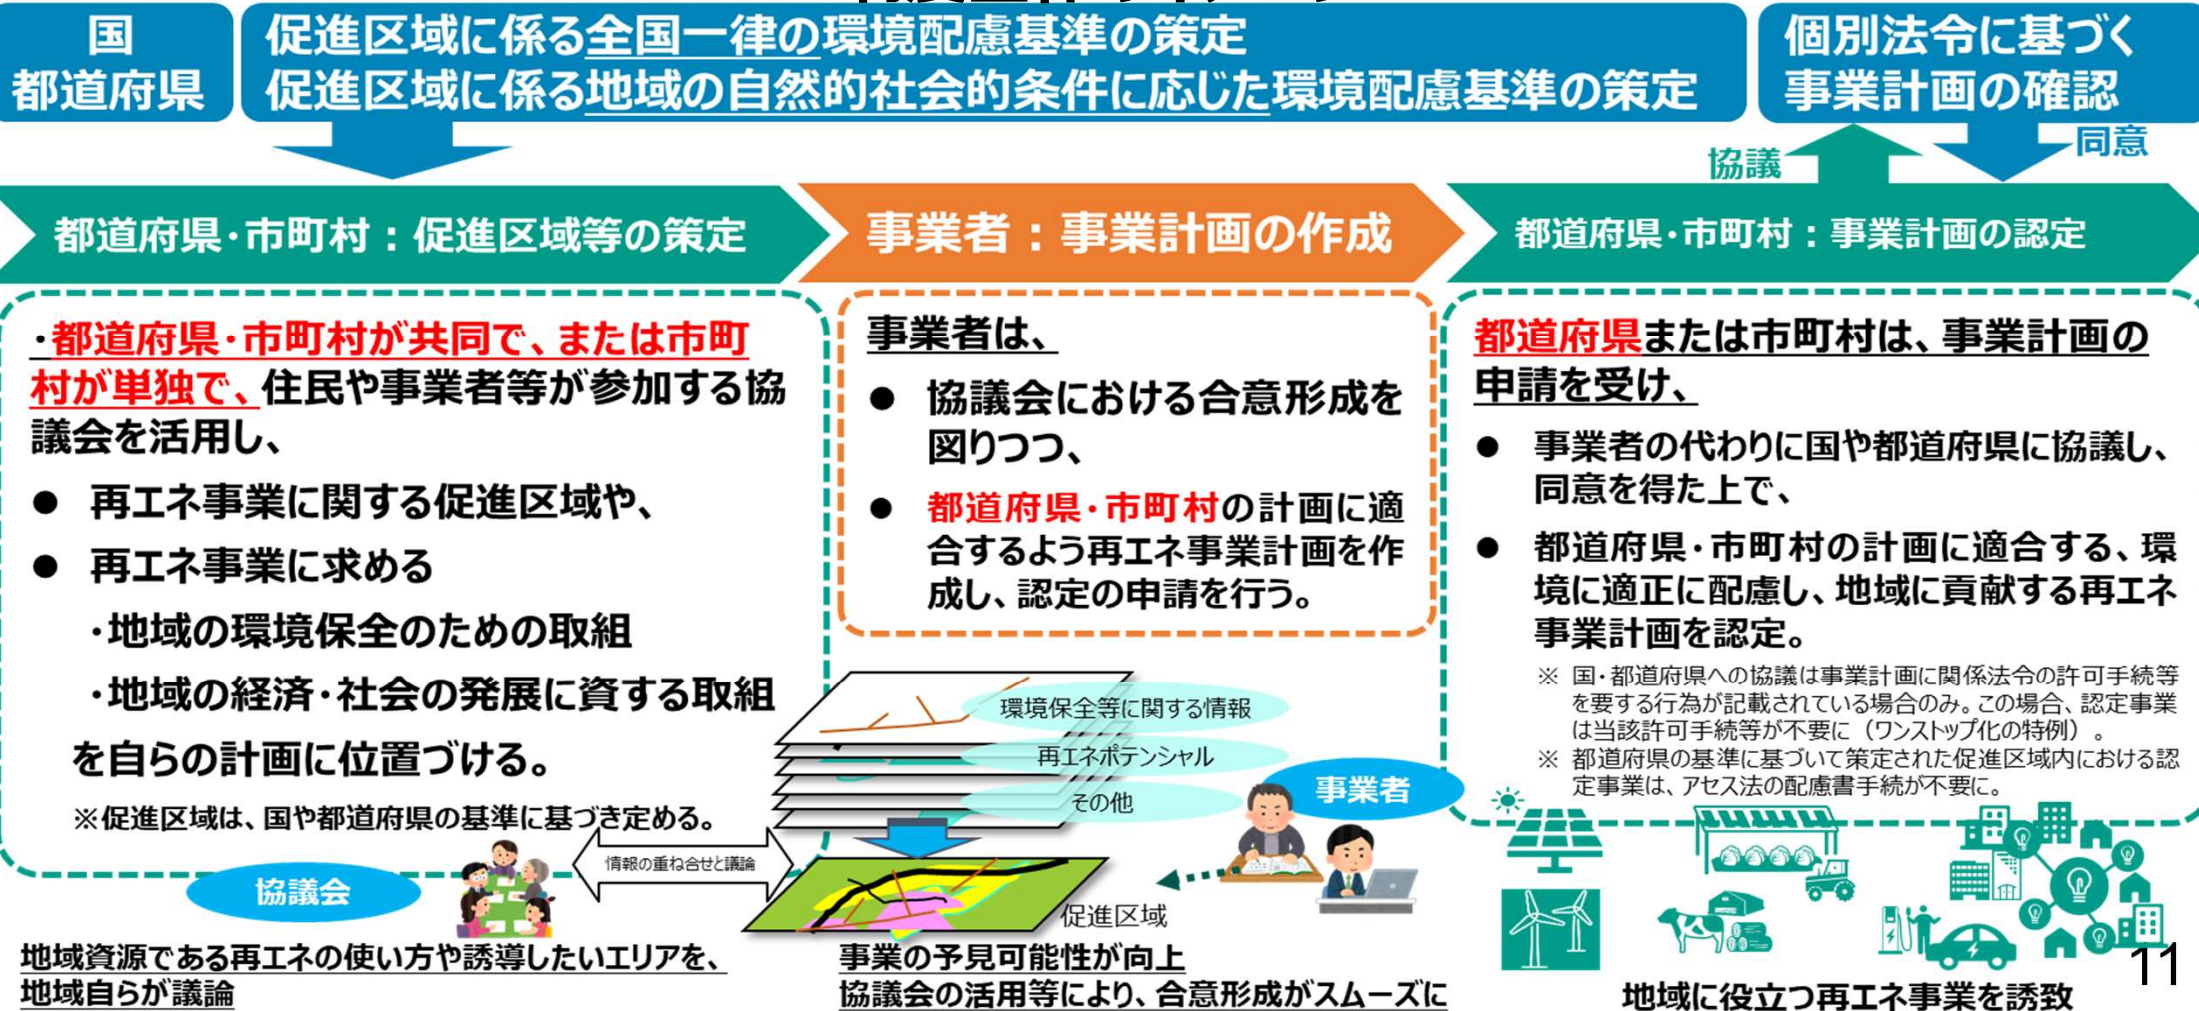 国
都道府県
促進区域に係る全国一律の環境配慮基準の策定
促進区域に係る地域の自然的社会的条件に応じた環境配慮基準の策定
個別法令に基づく
事業計画の確認
協議
同意
都道府県・市町村：促進区域等の策定
事業者：事業計画の作成
都道府県・市町村：事業計画の認定
・都道府県・市町村が共同で、または市町
村が単独で、住民や事業者等が参加する協
議会を活用し、
● 再エネ事業に関する促進区域や、
● 再エネ事業に求める
・地域の環境保全のための取組
・地域の経済・社会の発展に資する取組
を自らの計画に位置づける。
※促進区域は、国や都道府県の基準に基づき定める。
事業者は、
● 協議会における合意形成を
図りつつ、
● 都道府県・市町村の計画に適
合するよう再エネ事業計画を作
成し、認定の申請を行う。
都道府県または市町村は、事業計画の
申請を受け、
● 事業者の代わりに国や都道府県に協議し、
同意を得た上で、
● 都道府県・市町村の計画に適合する、環
境に適正に配慮し、地域に貢献する再エネ
事業計画を認定。
※ 国・都道府県への協議は事業計画に関係法令の許可手続等
を要する行為が記載されている場合のみ。この場合、認定事業
は当該許可手続等が不要に（ワンストップ化の特例）。
※ 都道府県の基準に基づいて策定された促進区域内における認
定事業は、アセス法の配慮書手続が不要に。
環境保全等に関する情報
再エネポテンシャル
その他
事業者
情報の重ね合せと議論
協議会
促進区域
地域資源である再エネの使い方や誘導したいエリアを、
地域自らが議論
事業の予見可能性が向上
協議会の活用等により、合意形成がスムーズに
地域に役立つ再エネ事業を誘致
11